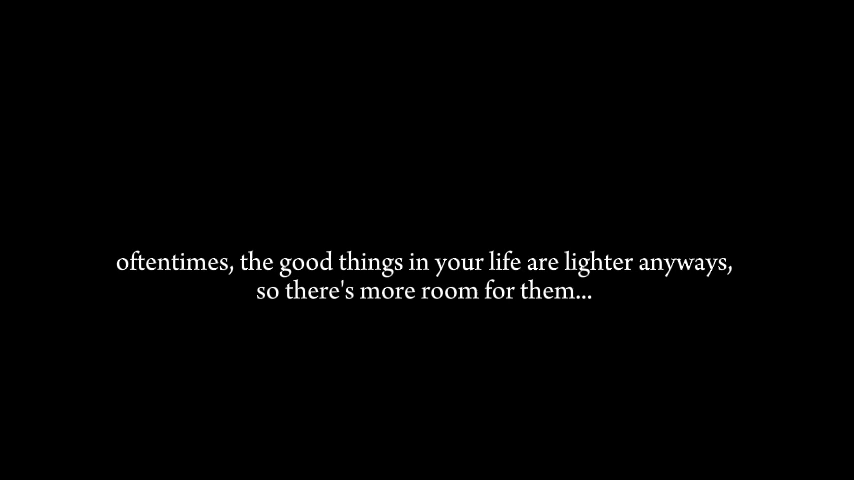 oftentimes, the good things in your life are lighter anyways,
so there's more room for them...